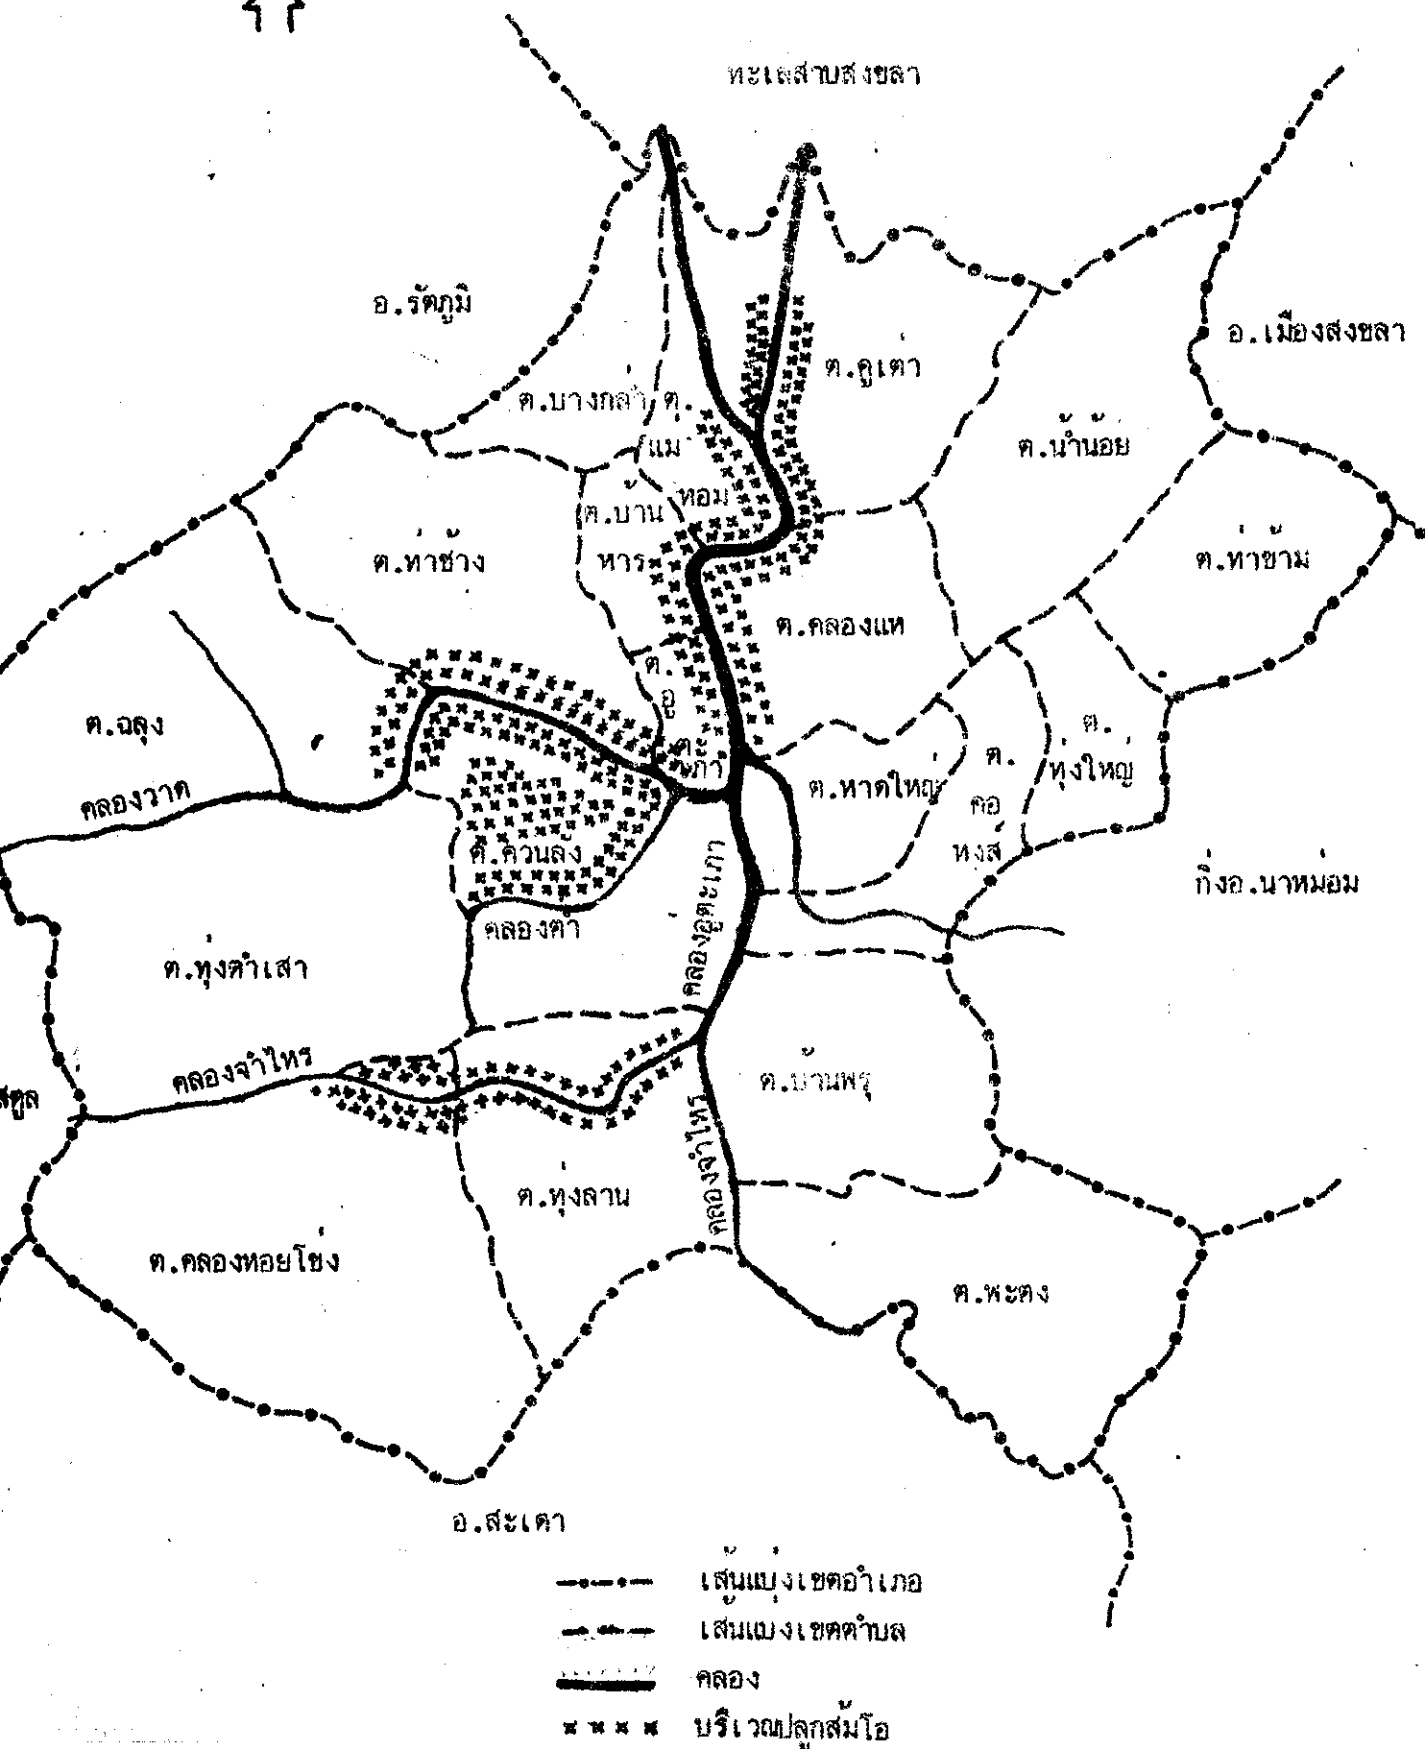 ทะเลสาบสงขลา
อ.รัตภูมิ
อ.เมืองสงขลา
ต.คูเต่า
ต.บางกล่ำ
ต.
แม่
ทอม
ต.น้ำน้อย
ต.บ้าน
หาร
ต.ท่าช้าง
ต.ท่าข้าม
ต.คลองแห
ต.
อู่
ต
เภา
ต.ฉลุง
คลองวาด
ต.หาดใหญ่
ต.
คอ
หงส์
ต.
ทุ่งใหญ่
ต.ควนลัง
กิ่งอ.นาหม่อม
คลองต่ำ
คลองอู่ตะเภา
ต.ทุ่งตำเสา
คลองจำไหร
สตูล
ต.บ้านพรุ
คลองจำไหร
ต.ทุ่งลาน
ต.คลองหอยโข่ง
ต.พะตง
อ.สะเดา
เส้นแบ่งเขตอำเภอ
เส้นแบ่งเขตตำบล
คลอง
บริเวณปลูกส้มโอ